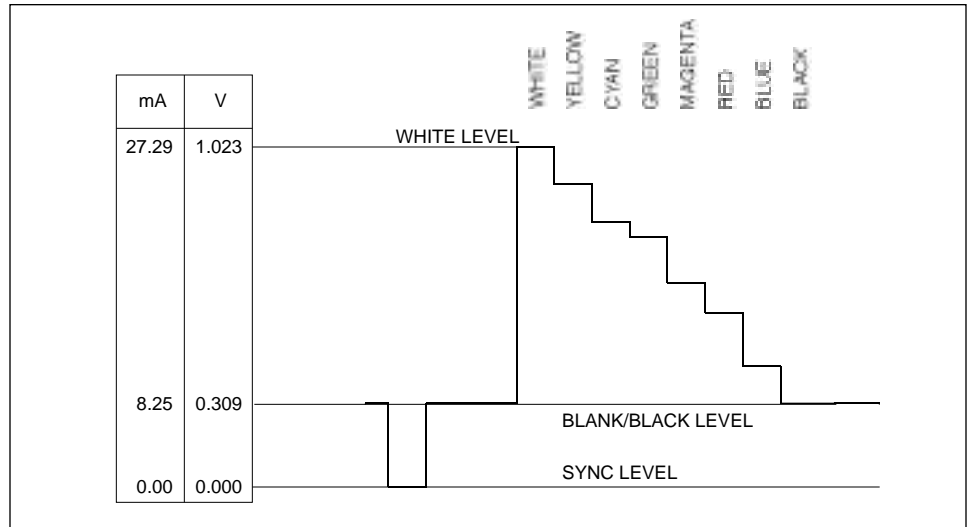 WHITE
YELLOW
CYAN
GREEN
MAGENTA
RED
BLUE
BLACK
mA V
27.29 1.023
WHITE LEVEL
8.25 0.309
BLANK/BLACK LEVEL
0.00 0.000
SYNC LEVEL